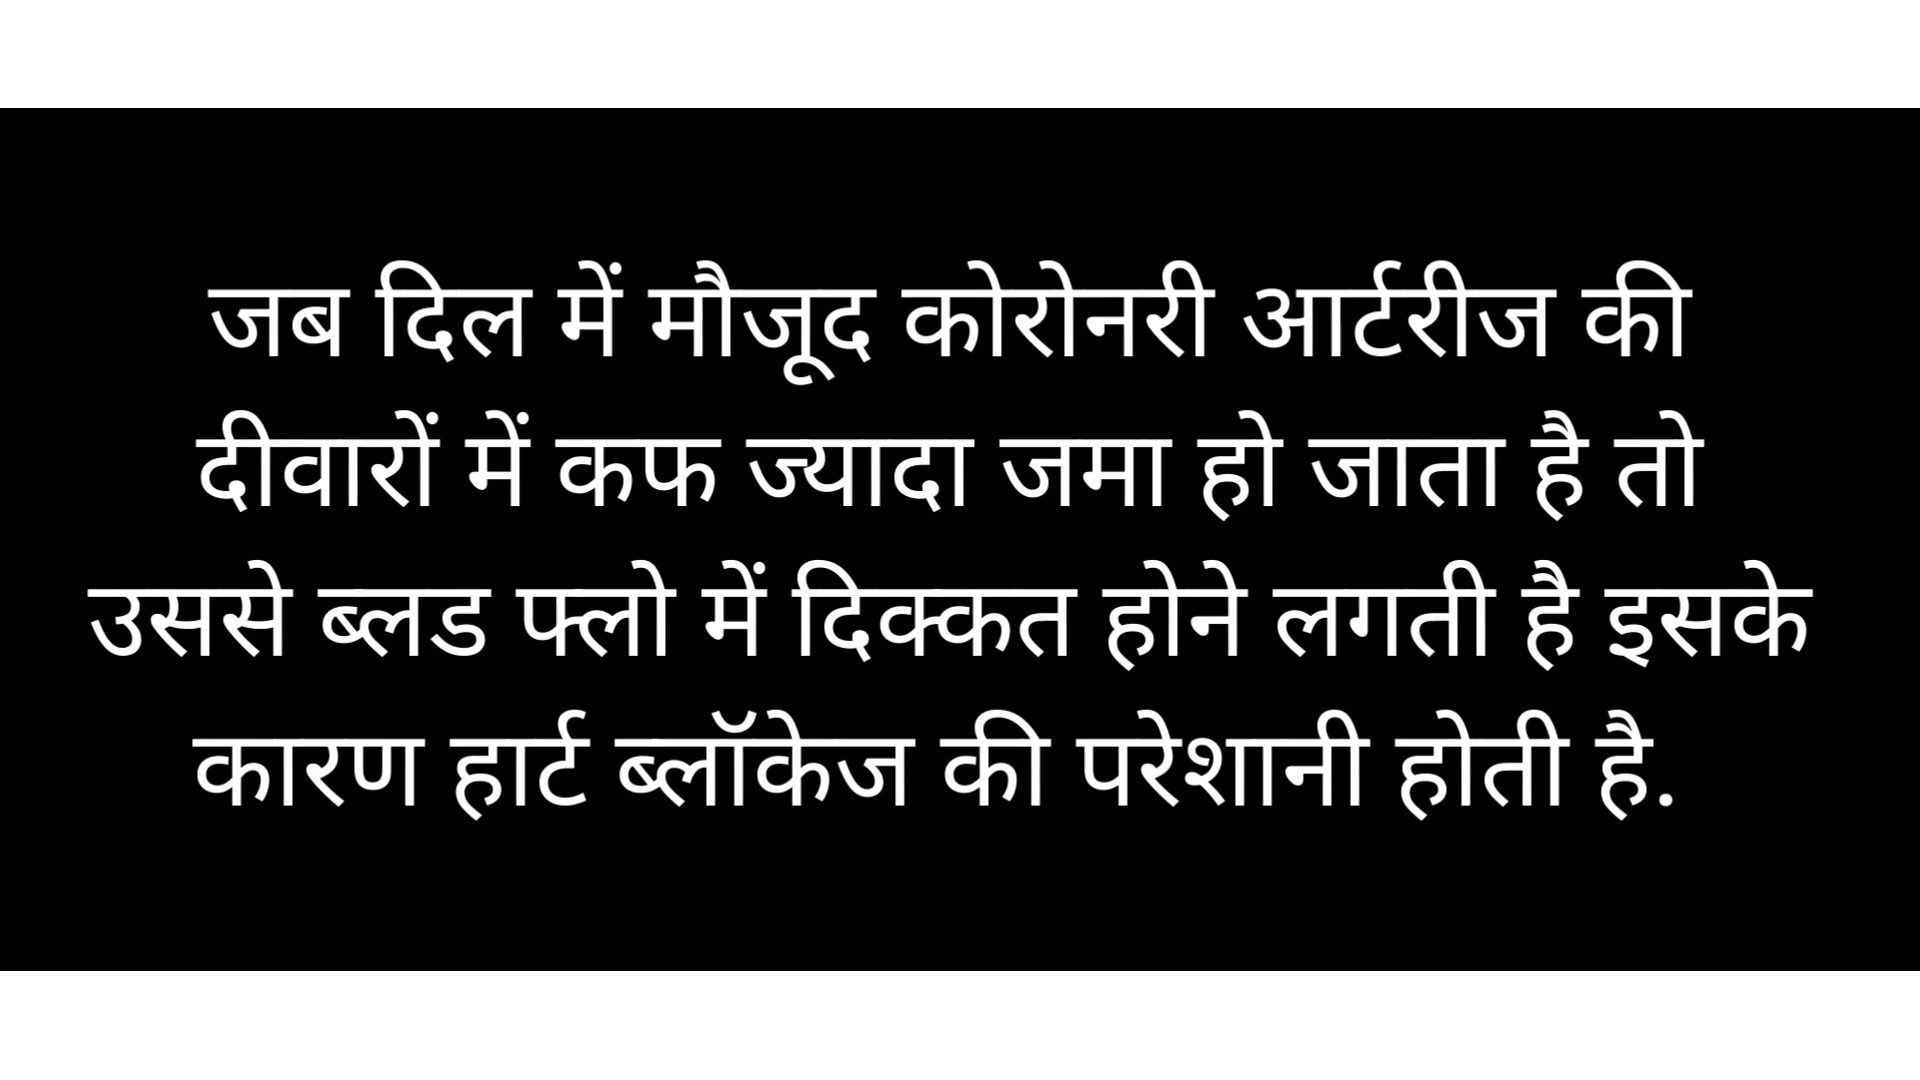 जब दिल में मौजूद कोरोनरी आर्टरीज की
दीवारों में कफ ज्यादा जमा हो जाता है तो
उससे ब्लड फ्लो में दिक्कत होने लगती है इसके
कारण हार्ट ब्लॉकेज की परेशानी होती है.